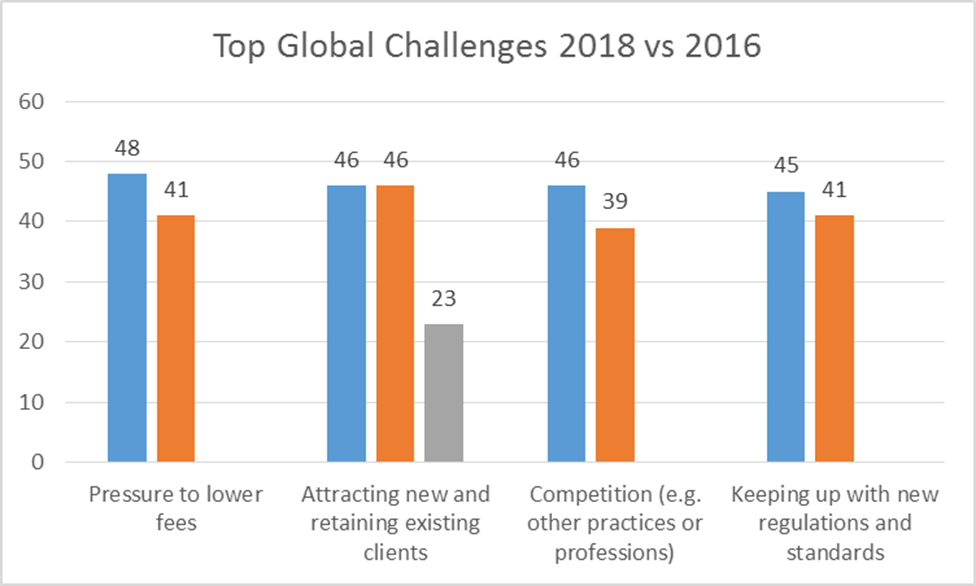 Top Global Challenges 2018 vs 2016
60
50
40
30
20
10
0
48
41
46
46
23
46
39
45
41
Pressure to lower
fees
Attracting new and
retaining existing
clients
Competition (e.g.
other practices or
professions)
Keeping up with new
regulations and
standards